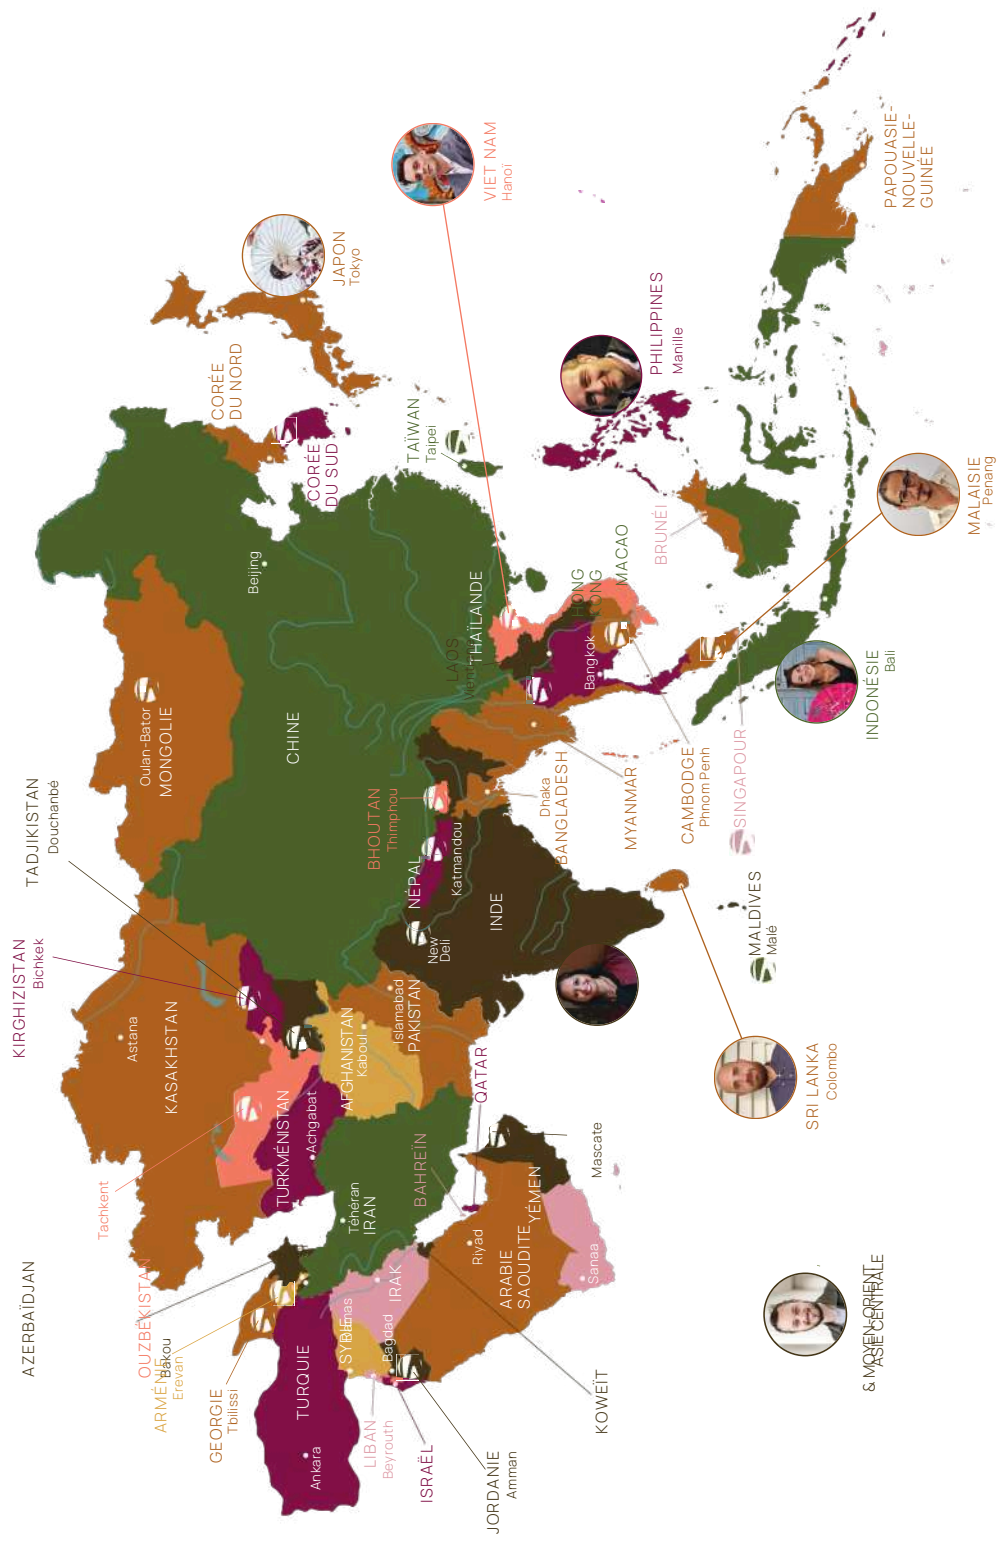 AZERBAÏDJAN
Bakou
OUZBÉKISTAN
Tachkent
ARMÉNIE
Erevan
GEORGIE
Tbilissi
KIRGHIZISTAN
Bichkek
TADJIKISTAN
Douchanbé
KASAKHSTAN
Astana
Oulan-Bator
MONGOLIE
CORÉE
DU NORD
CORÉE
DU SUD
JAPON
Tokyo
TURQUIE
Ankara
TURKMÉNISTAN
Achgabat
AFGHANISTAN
Kaboul
Téhéran
IRAN
Islamabad
PAKISTAN
CHINE
Beijing
TAÏWAN
Taipei
VIET NAM
Hanoï
BHOUTAN
Thimphou
NÉPAL
Katmandou
New
Deli
INDE
LAOS
THAÏLANDE
Bangkok
HONG
KONG
MACAO
BRUNÉI
PHILIPPINES
Manille
PAPOUASIE-
NOUVELLE-
GUINÉE
LIBAN
Beyrouth
ISRAËL
JORDANIE
Amman
SYRIE
Damas
Bagdad
IRAK
KOWEÏT
BAHREÏN
QATAR
Riyad
ARABIE
SAOUDITE
YÉMEN
Sanaa
Mascate
Dhaka
BANGLADESH
MYANMAR
CAMBODGE
Phnom Penh
SINGAPOUR
MALDIVES
Malé
SRI LANKA
Colombo
INDONÉSIE
Bali
MALAISIE
Penang
& MOYEN-ORIENT
ASIE CENTRALE